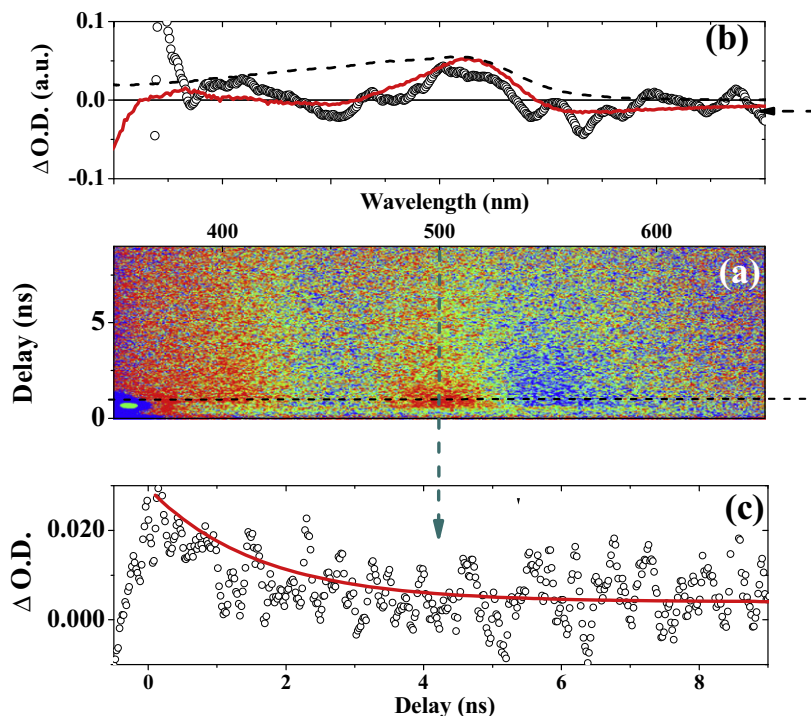 0.1
(b)
Δ O.D. (a.u.)
0.0
-0.1
Wavelength (nm)
400 500 600
(a)
Delay (ns)
5
0
(c)
Δ O.D.
0.020
0.000
0 2 4 6 8
Delay (ns)